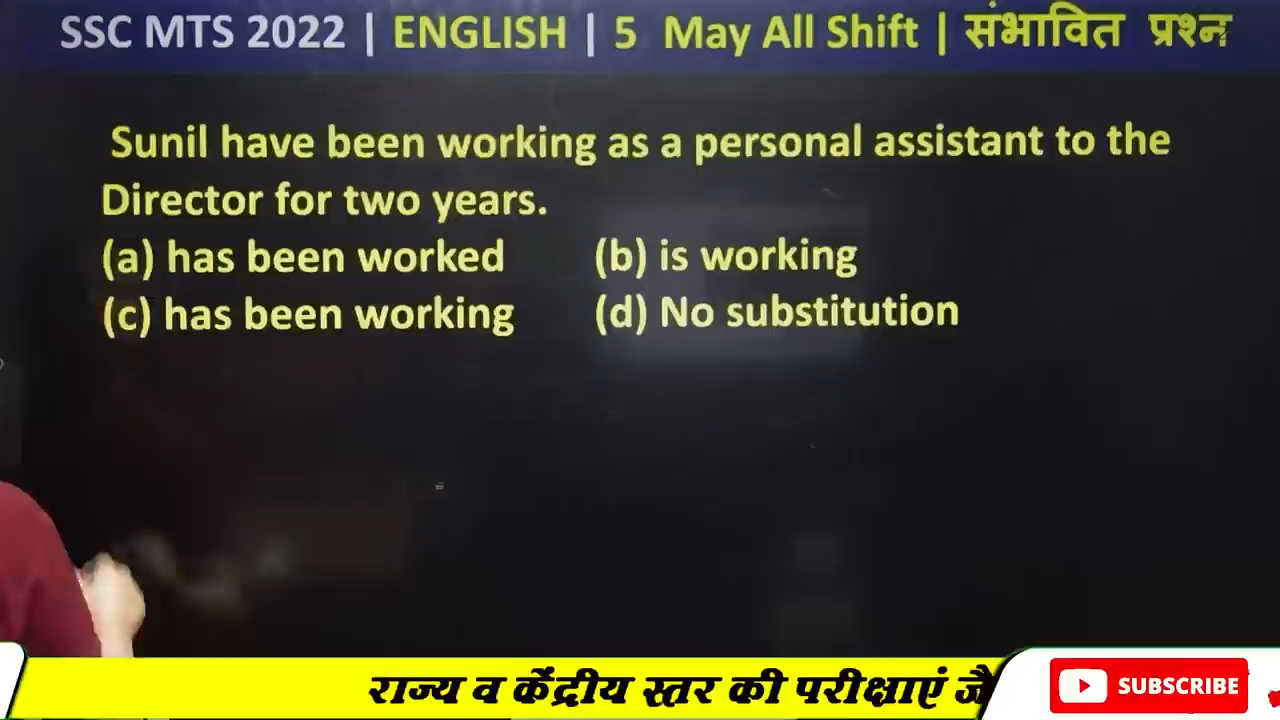 SSC MTS 2022 | ENGLISH | 5 May All Shift | संभावित प्रश्न
Sunil have been working as a personal assistant to the
Director for two years.
(a) has been worked (b) is working
(c) has been working (d) No substitution
राज्य व केंद्रीय स्तर की परीक्षाएं जै
SUBSCRIBE